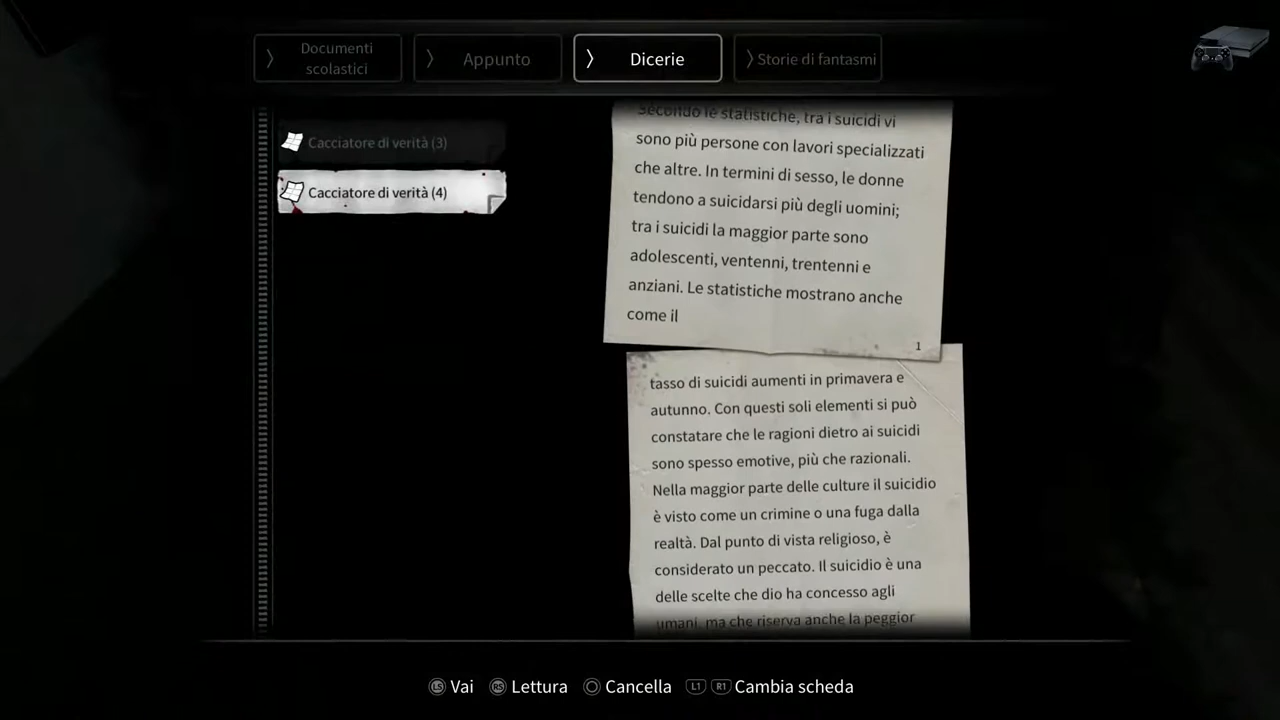 Documenti
scolastici
Appunto
Dicerie
Storie di fantasmi
Cacciatore di verità (3)
Cacciatore di verità (4)
Secondo le statistiche, tra i suicidi vi
sono più persone con lavori specializzati
che altre. In termini di sesso, le donne
tendono a suicidarsi più degli uomini;
tra i suicidi la maggior parte sono
adolescenti, ventenni, trentenni e
anziani. Le statistiche mostrano anche
come il
1
tasso di suicidi aumenti in primavera e
autunno. Con questi soli elementi si può
constatare che le ragioni dietro ai suicidi
sono spesso emotive, più che razionali.
Nella maggior parte delle culture il suicidio
è visto come un crimine o una fuga dalla
realtà. Dal punto di vista religioso, è
considerato un peccato. Il suicidio è una
delle scelte che dio ha concesso agli
umani, ma che riserva anche la peggior
LS Vai RS Lettura Cancella L1 R1 Cambia scheda